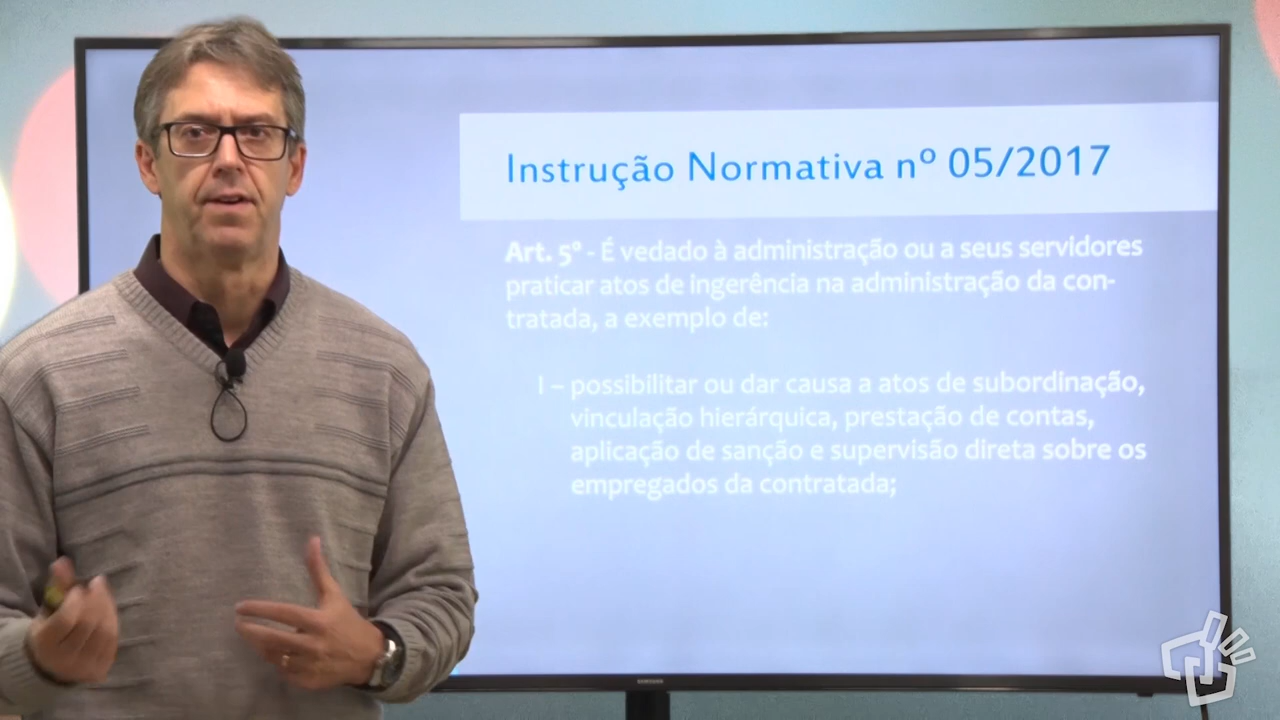 Instrução Normativa nº 05/2017
Art. 5º - É vedado à administração ou a seus servidores
praticar atos de ingerência na administração da con-
tratada, a exemplo de:
I – possibilitar ou dar causa a atos de subordinação,
vinculação hierárquica, prestação de contas,
aplicação de sanção e supervisão direta sobre os
empregados da contratada;
SAMSUNG